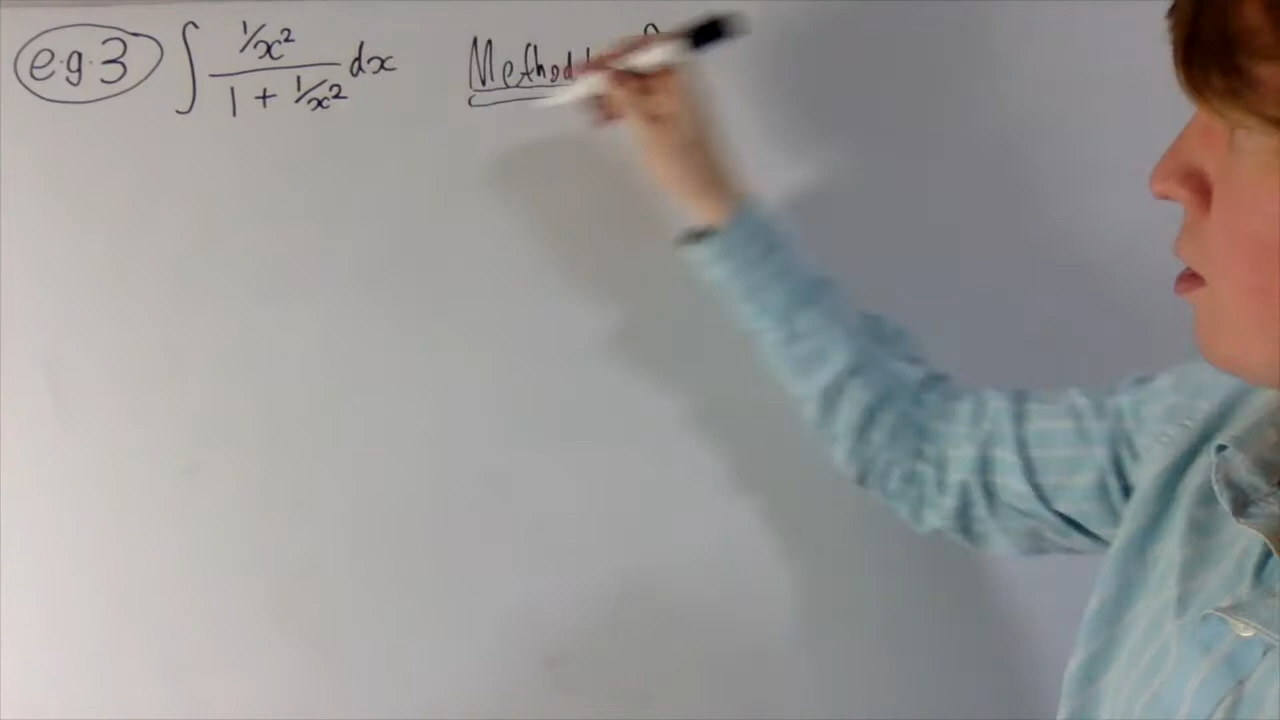 e.g.3 ∫ (1/x²)/(1 + 1/x²) dx Method